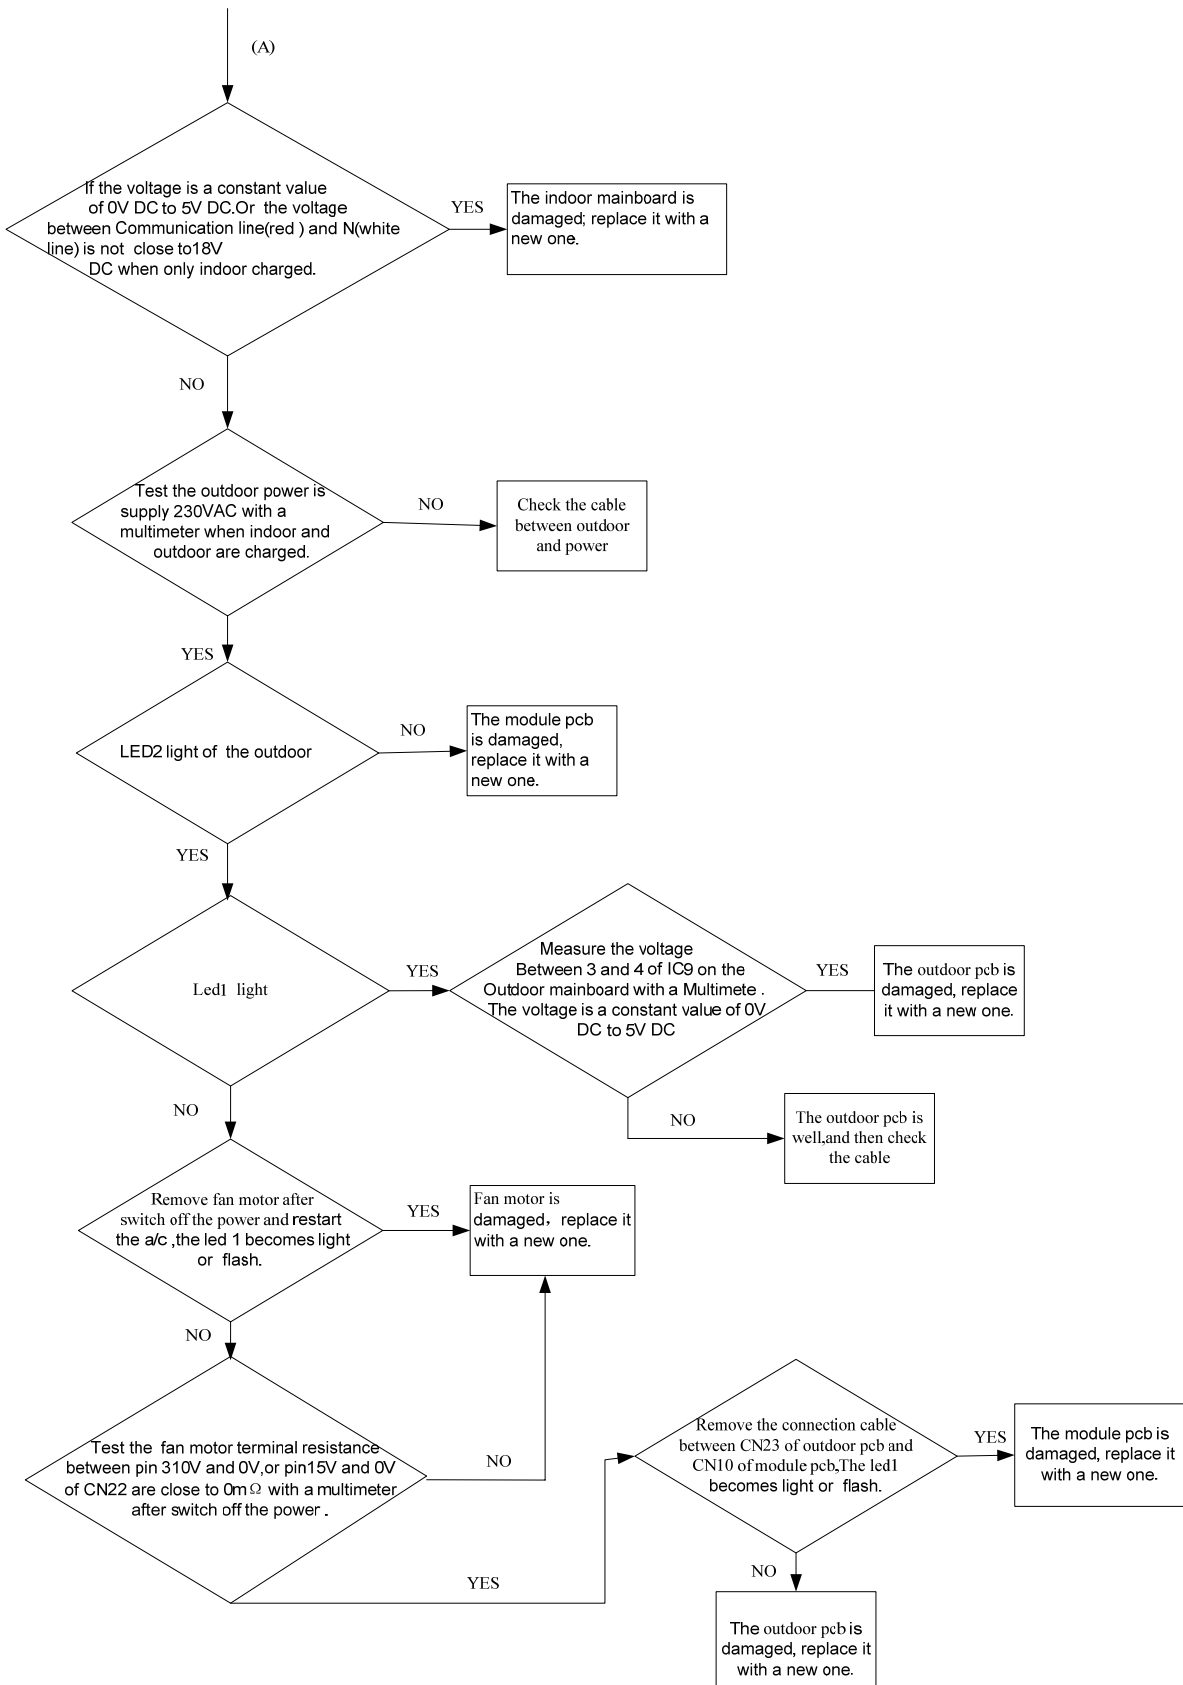 (A)
If the voltage is a constant value
of 0V DC to 5V DC.Or the voltage
between Communication line(red ) and N(white
line) is not close to18V
DC when only indoor charged.
YES
The indoor mainboard is
damaged; replace it with a
new one.
NO
Test the outdoor power is
supply 230VAC with a
multimeter when indoor and
outdoor are charged.
NO
Check the cable
between outdoor
and power
YES
LED2 light of the outdoor
NO
The module pcb
is damaged,
replace it with a
new one.
YES
Led1 light
YES
Measure the voltage
Between 3 and 4 of IC9 on the
Outdoor mainboard with a Multimete .
The voltage is a constant value of 0V
DC to 5V DC
YES
The outdoor pcb is
damaged, replace
it with a new one.
NO
The outdoor pcb is
well,and then check
the cable
NO
Remove fan motor after
switch off the power and restart
the a/c ,the led 1 becomes light
or flash.
YES
Fan motor is
damaged，replace it
with a new one.
NO
Test the fan motor terminal resistance
between pin 310V and 0V,or pin15V and 0V
of CN22 are close to 0mΩ with a multimeter
after switch off the power .
NO
YES
Remove the connection cable
between CN23 of outdoor pcb and
CN10 of module pcb,The led1
becomes light or flash.
YES
The module pcb is
damaged, replace it
with a new one.
NO
The outdoor pcb is
damaged, replace it
with a new one.